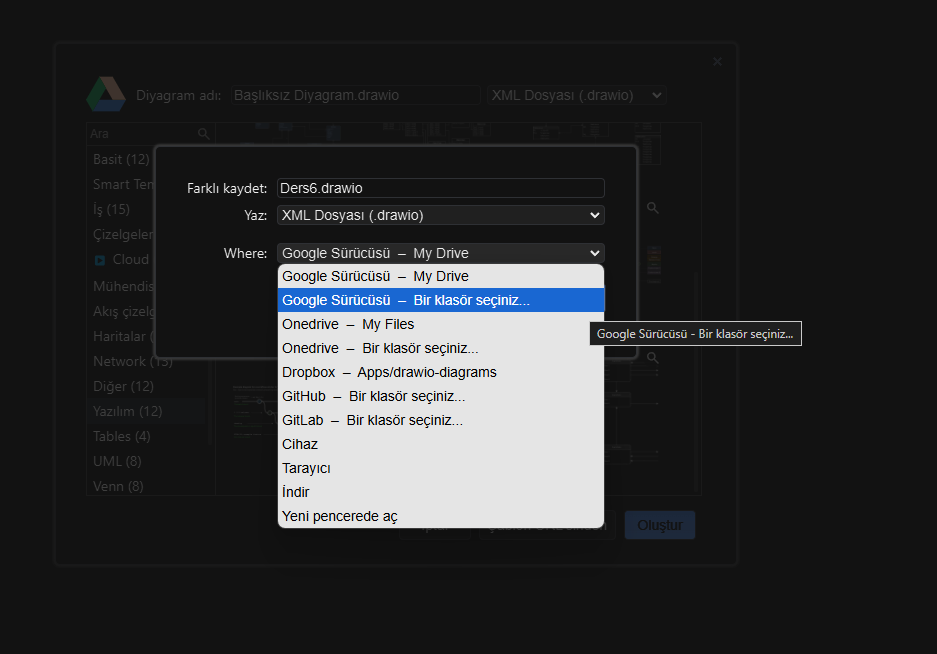 Diyagram adı: Başlıksız Diyagram.drawio XML Dosyası (.drawio)
Ara
Basit (12)
Smart Tem
İş (15)
Çizelgeler
Cloud
Mühendis
Akış çizelg
Haritalar (
Network (13)
Diğer (12)
Yazılım (12)
Tables (4)
UML (8)
Venn (8)
Farklı kaydet: Ders6.drawio
Yaz: XML Dosyası (.drawio)
Where: Google Sürücüsü – My Drive
Google Sürücüsü – My Drive
Google Sürücüsü – Bir klasör seçiniz...
Onedrive – My Files
Onedrive – Bir klasör seçiniz...
Dropbox – Apps/drawio-diagrams
GitHub – Bir klasör seçiniz...
GitLab – Bir klasör seçiniz...
Cihaz
Tarayıcı
İndir
Yeni pencerede aç
Google Sürücüsü - Bir klasör seçiniz...
Oluştur